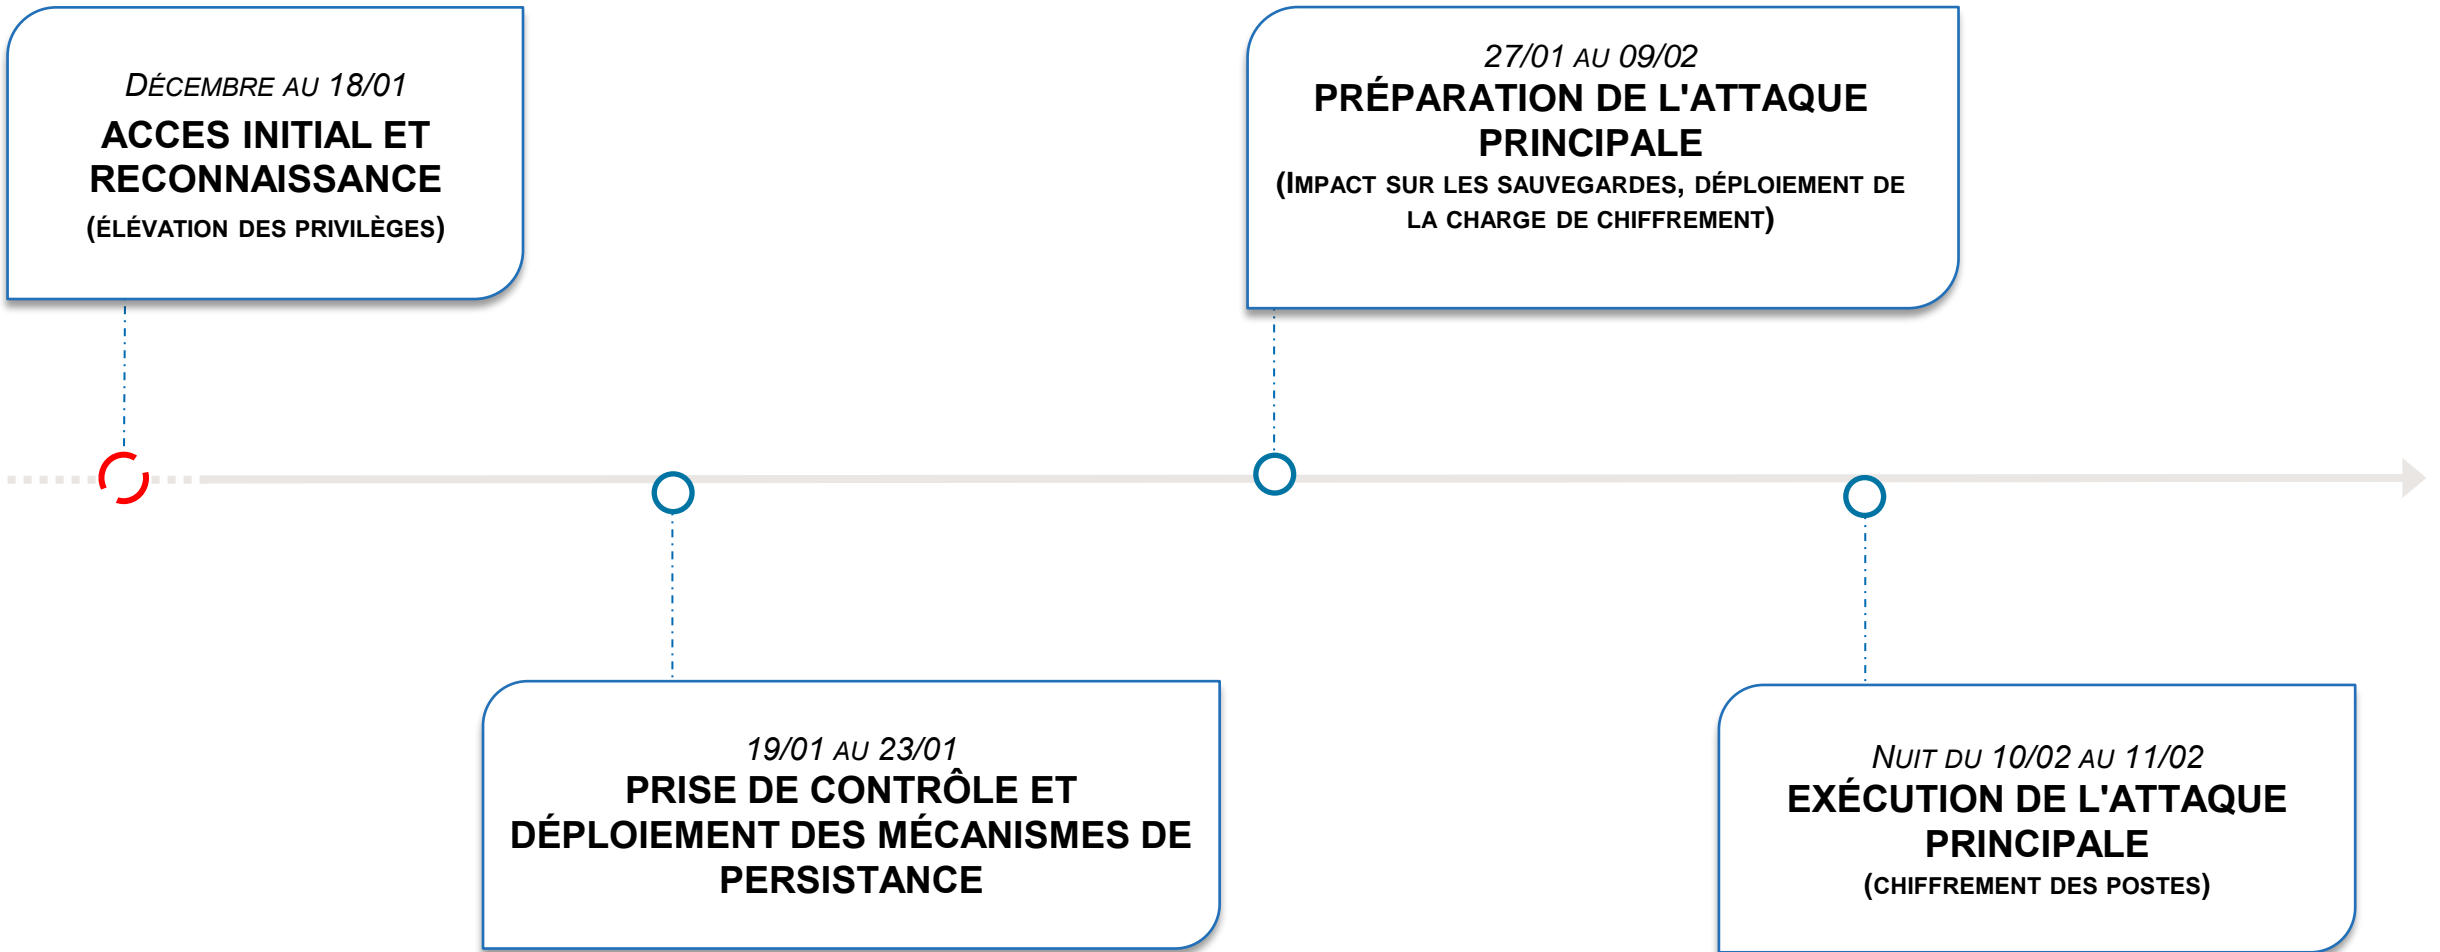 DÉCEMBRE AU 18/01
ACCES INITIAL ET
RECONNAISSANCE
(ÉLÉVATION DES PRIVILÈGES)
19/01 AU 23/01
PRISE DE CONTRÔLE ET
DÉPLOIEMENT DES MÉCANISMES DE
PERSISTANCE
27/01 AU 09/02
PRÉPARATION DE L'ATTAQUE
PRINCIPALE
(IMPACT SUR LES SAUVEGARDES, DÉPLOIEMENT DE
LA CHARGE DE CHIFFREMENT)
NUIT DU 10/02 AU 11/02
EXÉCUTION DE L'ATTAQUE
PRINCIPALE
(CHIFFREMENT DES POSTES)